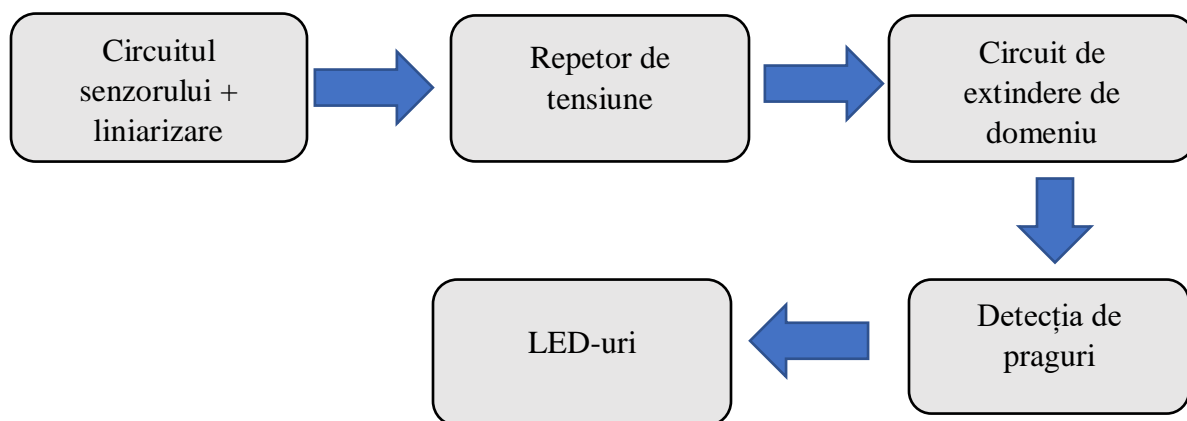 Circuitul
senzorului +
liniarizare
Repetor de
tensiune
Circuit de
extindere de
domeniu
Detecția de
praguri
LED-uri